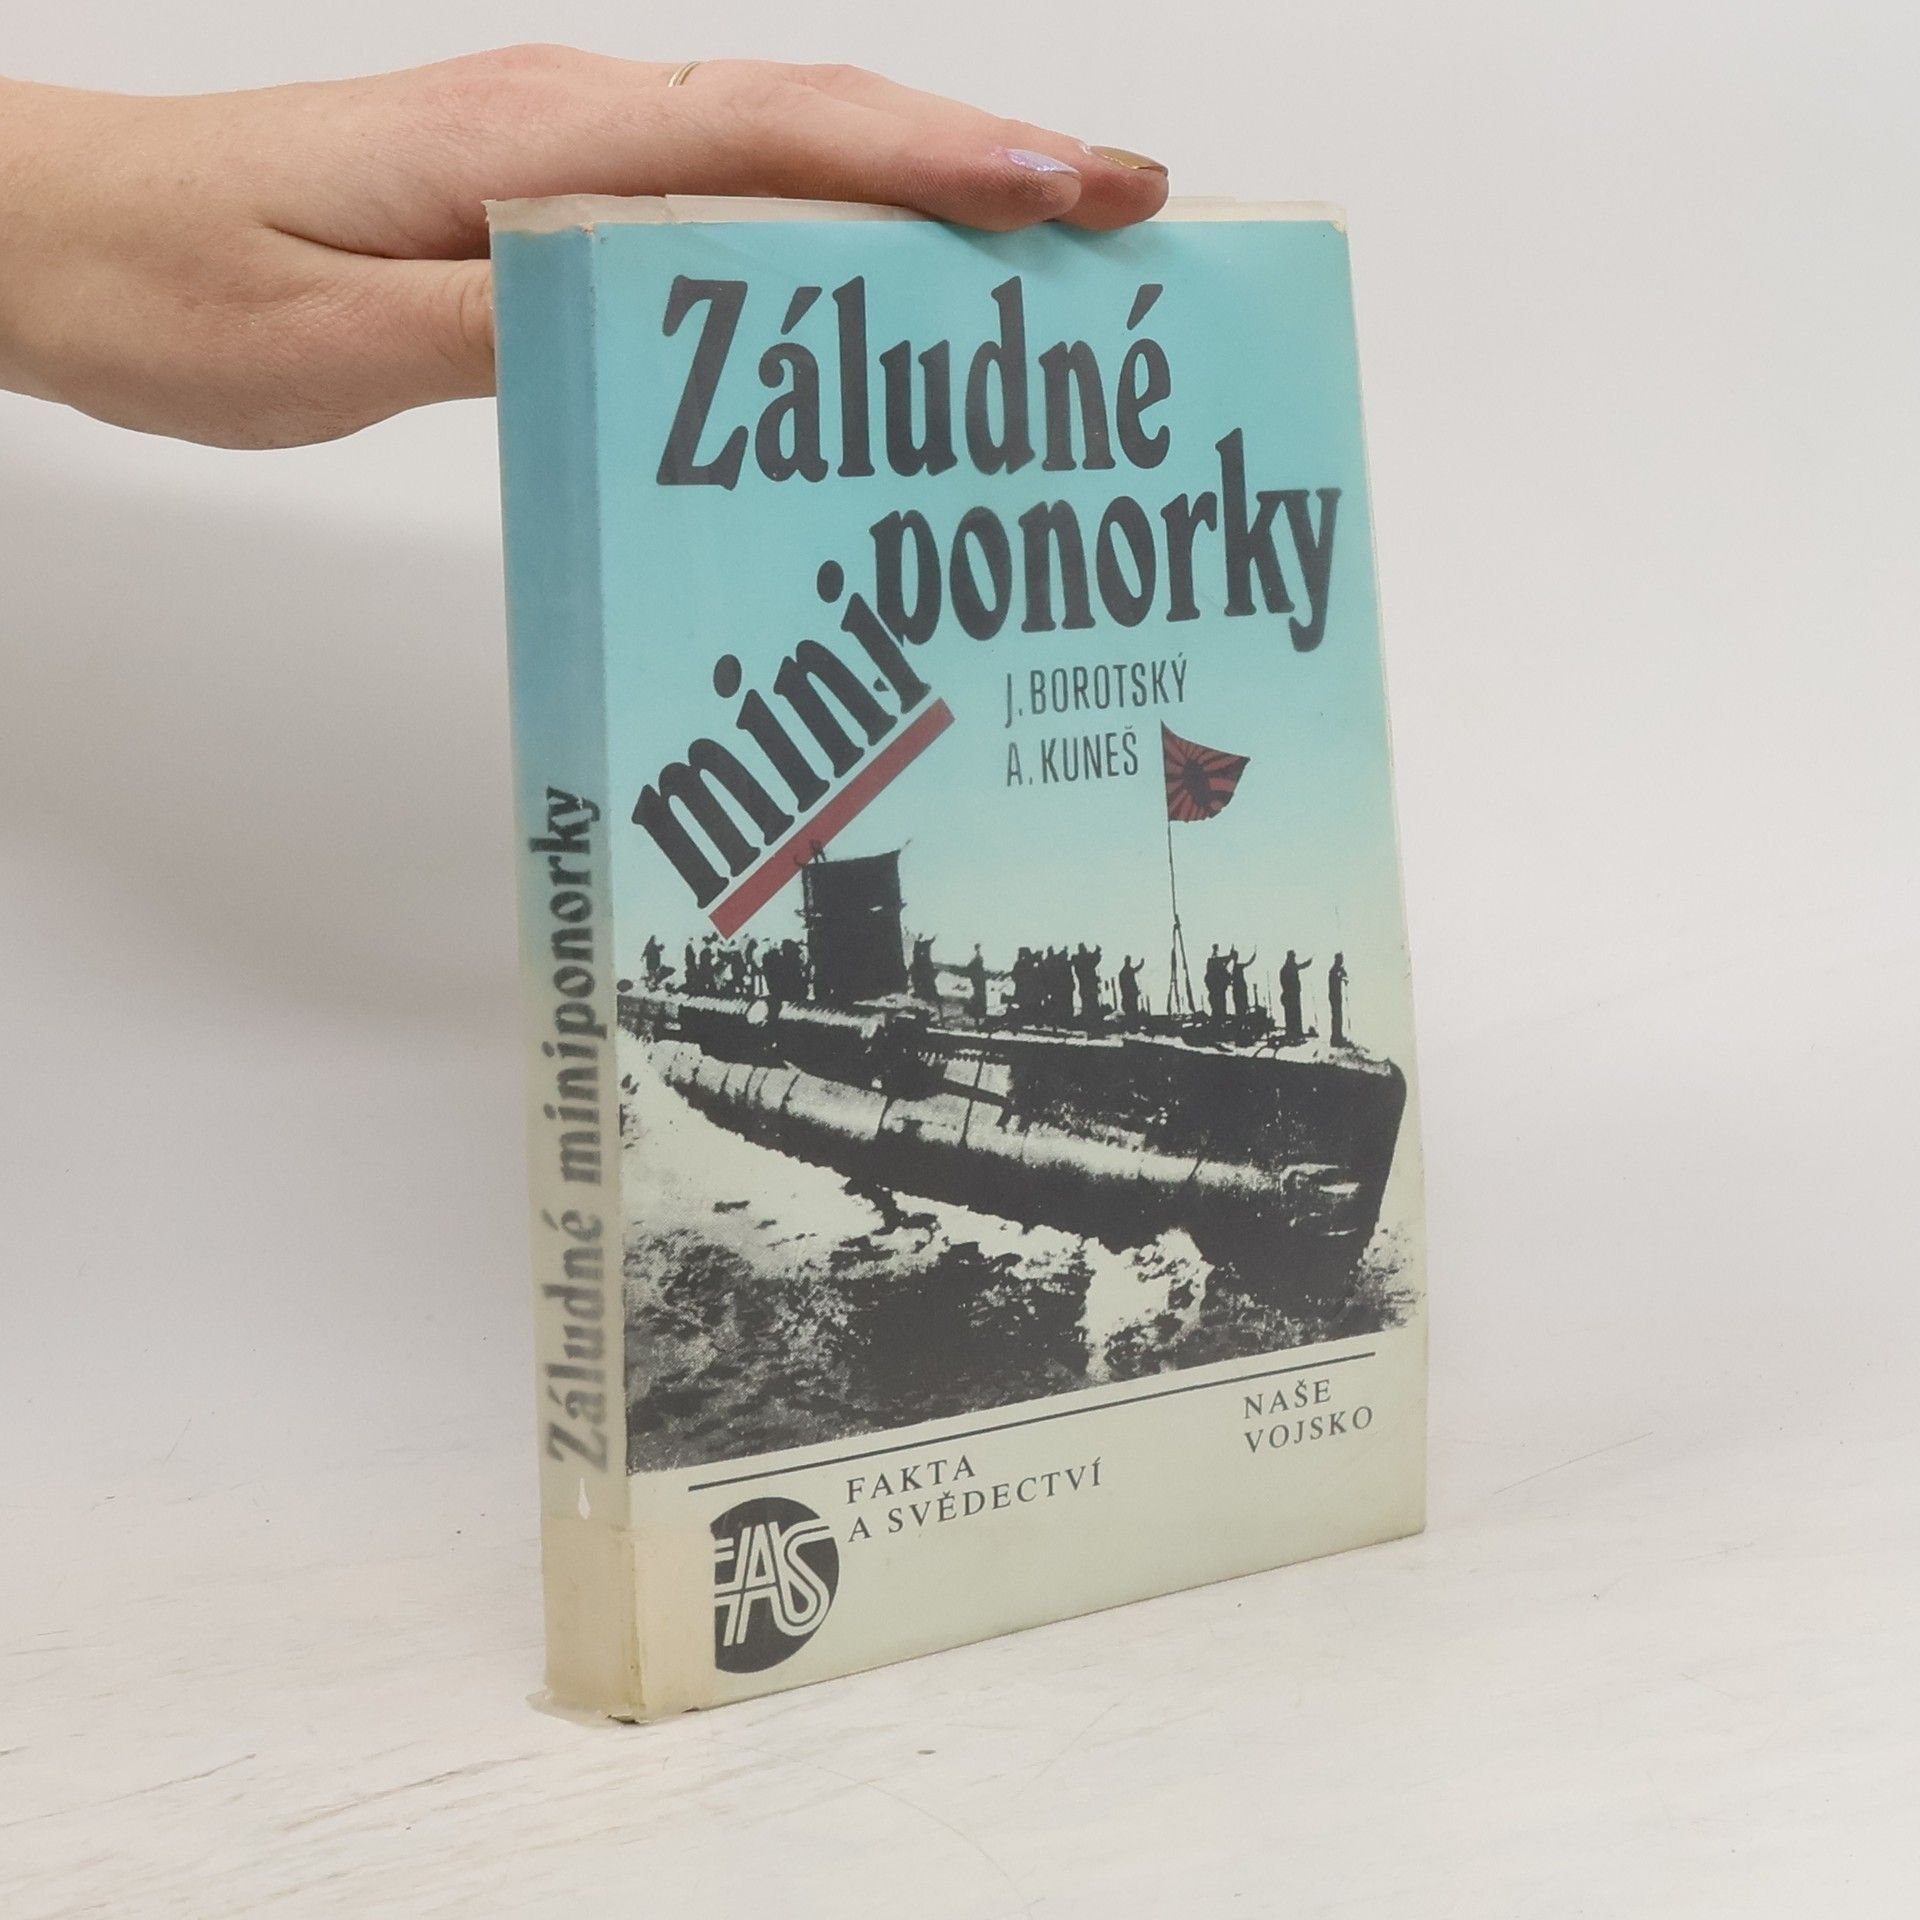 Záludné
miniponorky
J. BOROTSKÝ
A. KUNEŠ
Záludné miniponorky
NAŠE
VOJSKO
FAKTA
A SVĚDECTVÍ
FAS